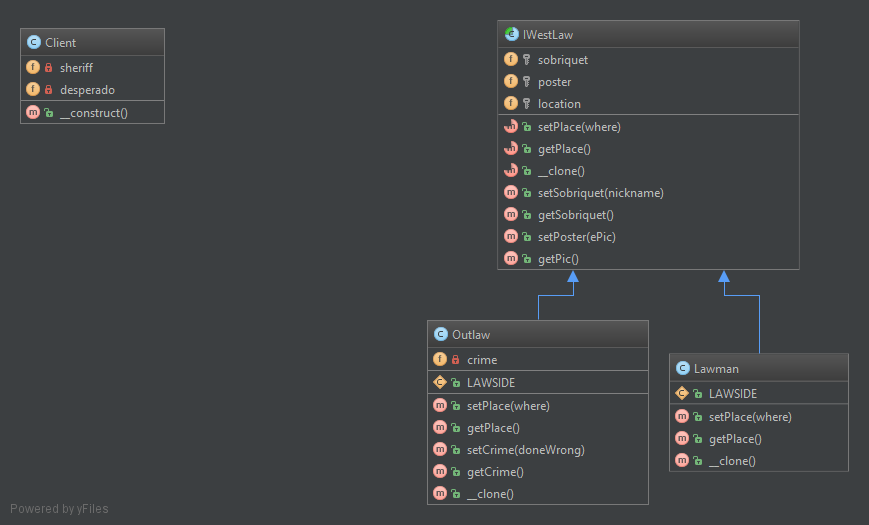 Client
sheriff
desperado
__construct()
IWestLaw
sobriquet
poster
location
setPlace(where)
getPlace()
__clone()
setSobriquet(nickname)
getSobriquet()
setPoster(ePic)
getPic()
Outlaw
crime
LAWSIDE
setPlace(where)
getPlace()
setCrime(doneWrong)
getCrime()
__clone()
Lawman
LAWSIDE
setPlace(where)
getPlace()
__clone()
Powered by yFiles